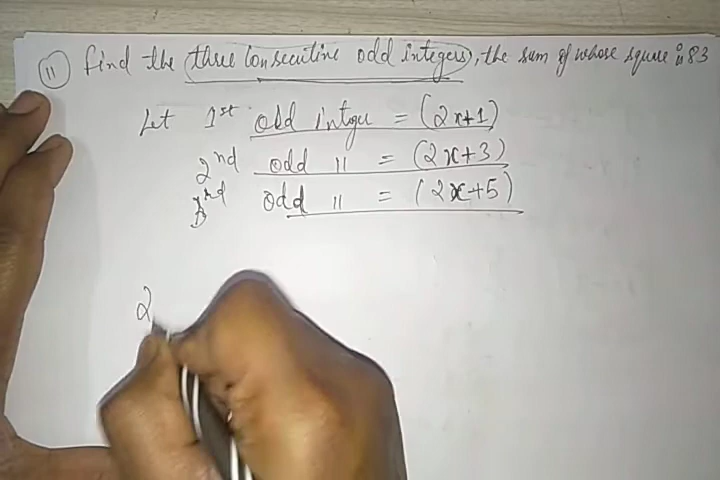 (11) find the three Consecutive odd integers, the sum of whose square is 83
Let 1st odd intger = (2x+1)
2nd odd 〃 = (2x+3)
3rd odd 〃 = (2x+5)
2